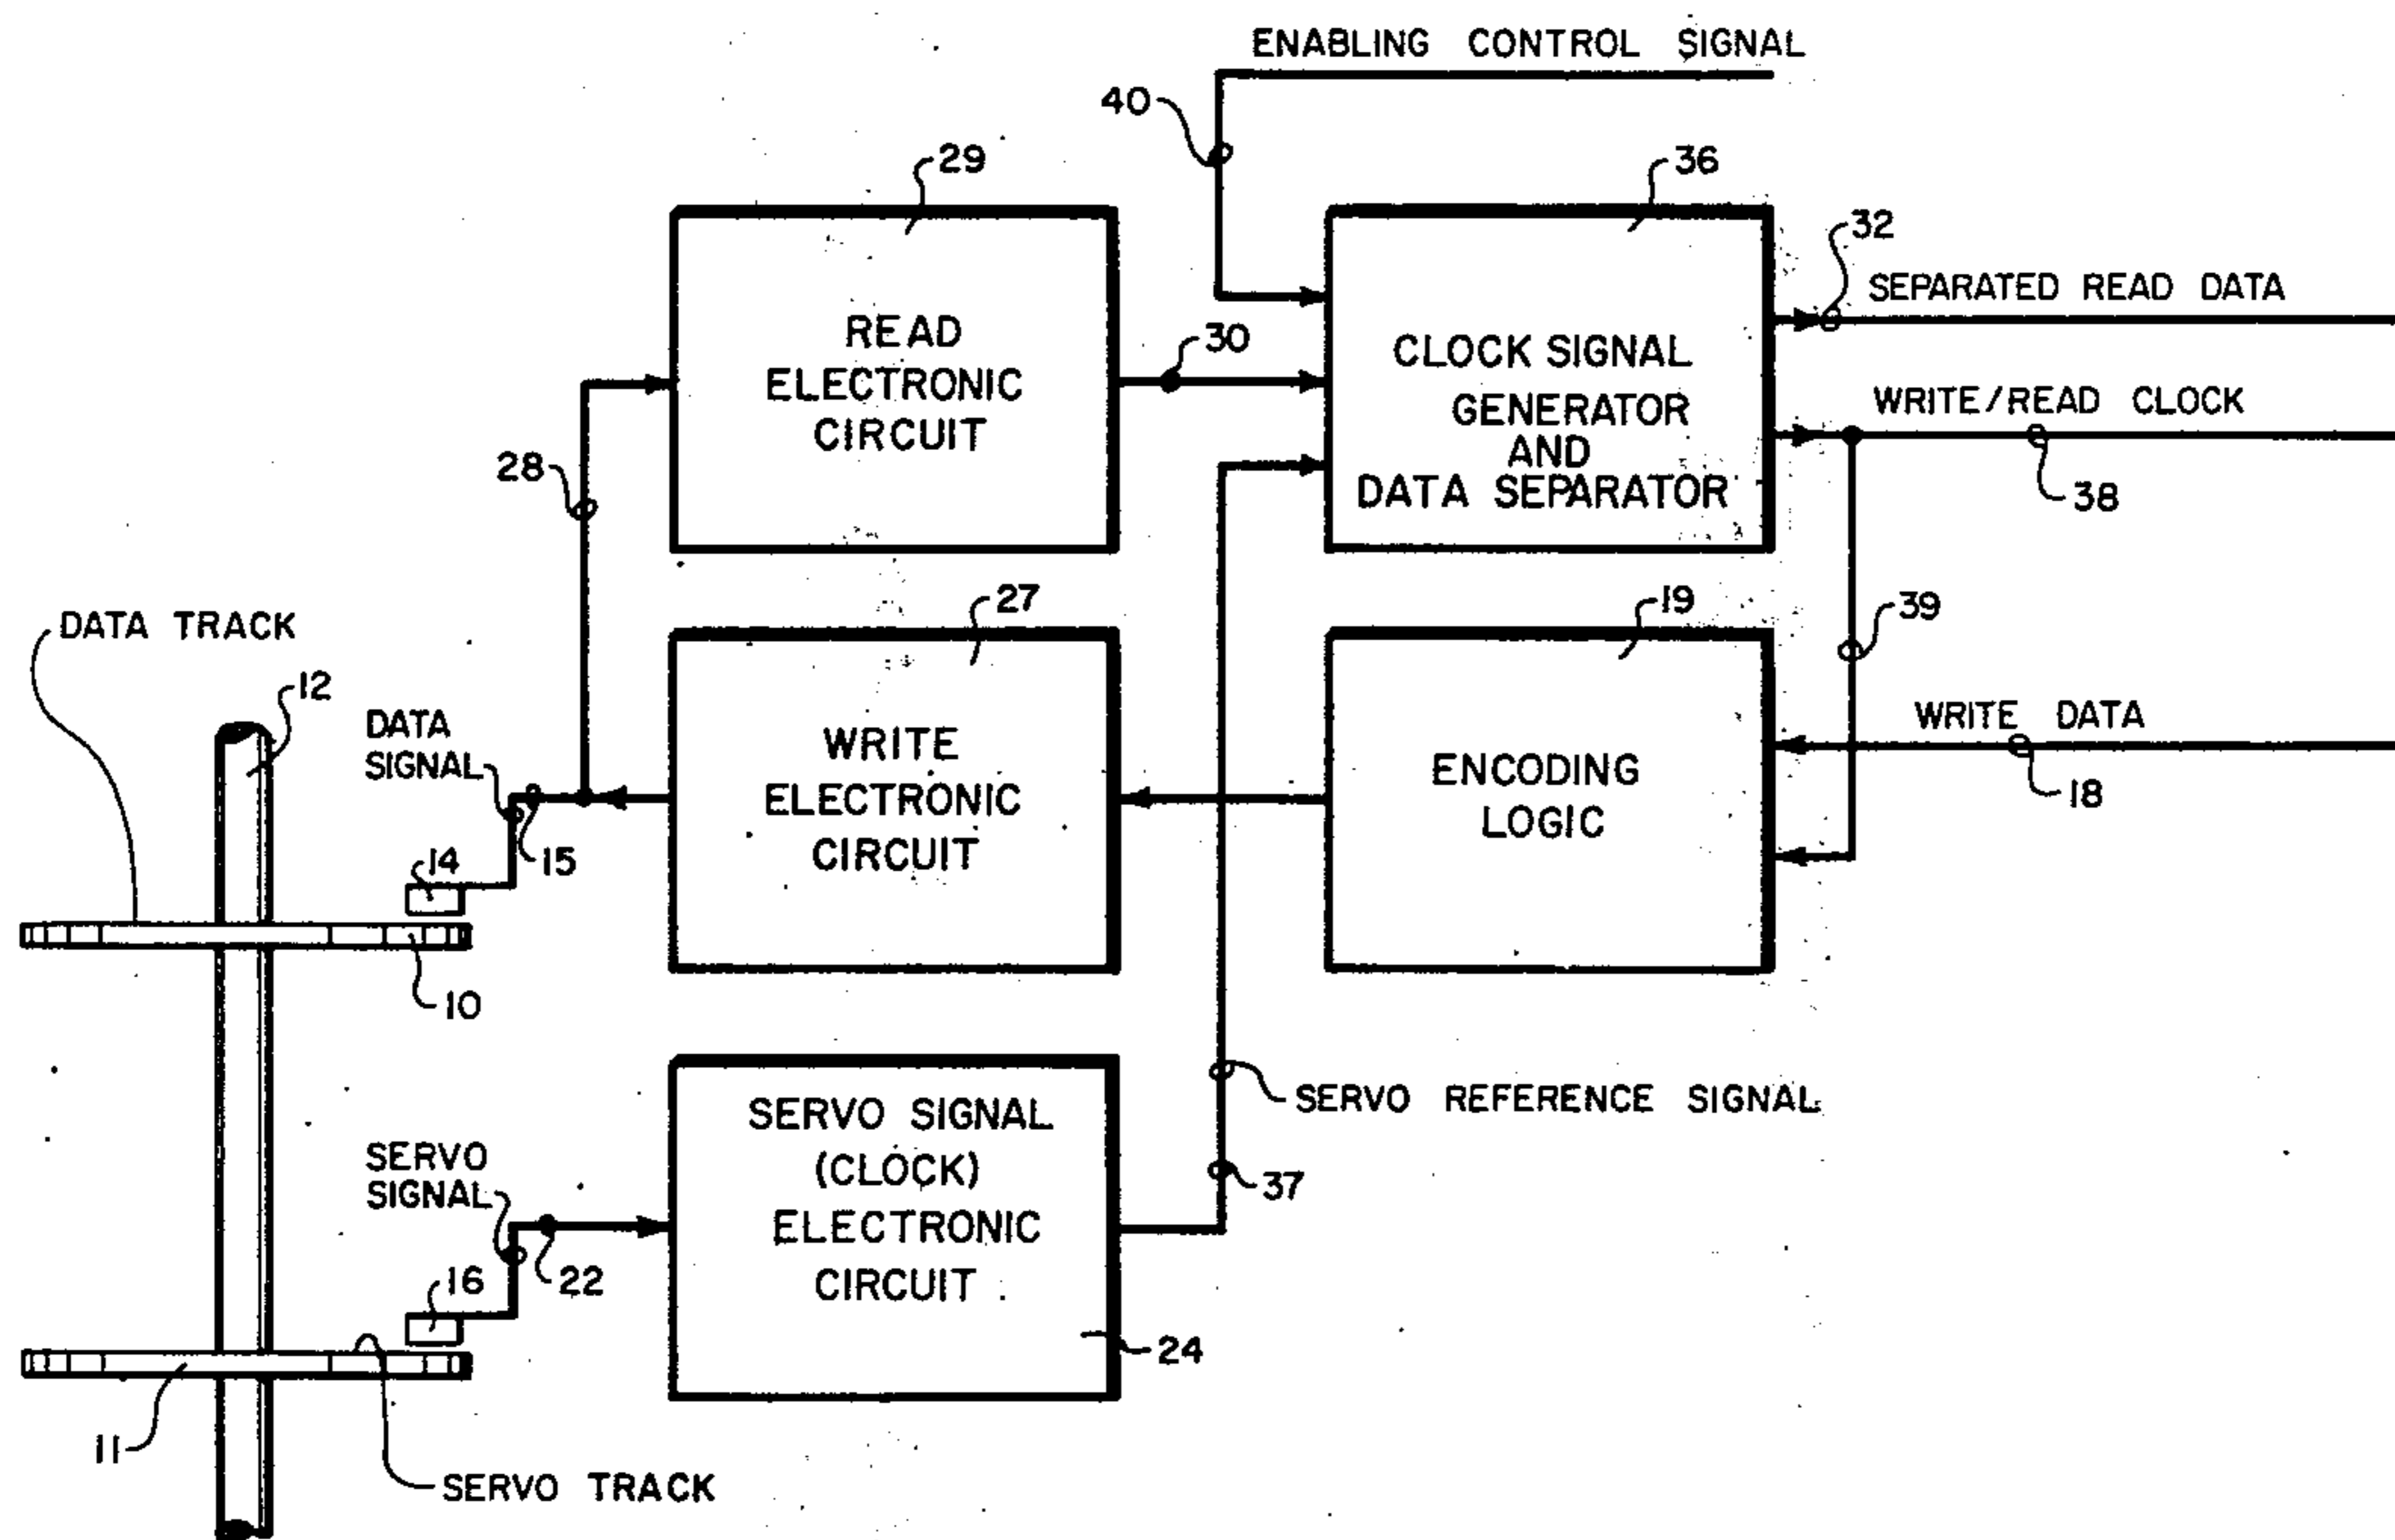 ENABLING CONTROL SIGNAL
40
29
36
32
SEPARATED READ DATA
READ
ELECTRONIC
CIRCUIT
30
CLOCK SIGNAL
GENERATOR
AND
DATA SEPARATOR
WRITE/READ CLOCK
38
28
DATA TRACK
27
19
39
12
DATA
SIGNAL
WRITE
ELECTRONIC
CIRCUIT
ENCODING
LOGIC
WRITE DATA
18
14
15
10
SERVO SIGNAL
(CLOCK)
ELECTRONIC
CIRCUIT
SERVO REFERENCE SIGNAL
37
SERVO
SIGNAL
16
22
24
11
SERVO TRACK